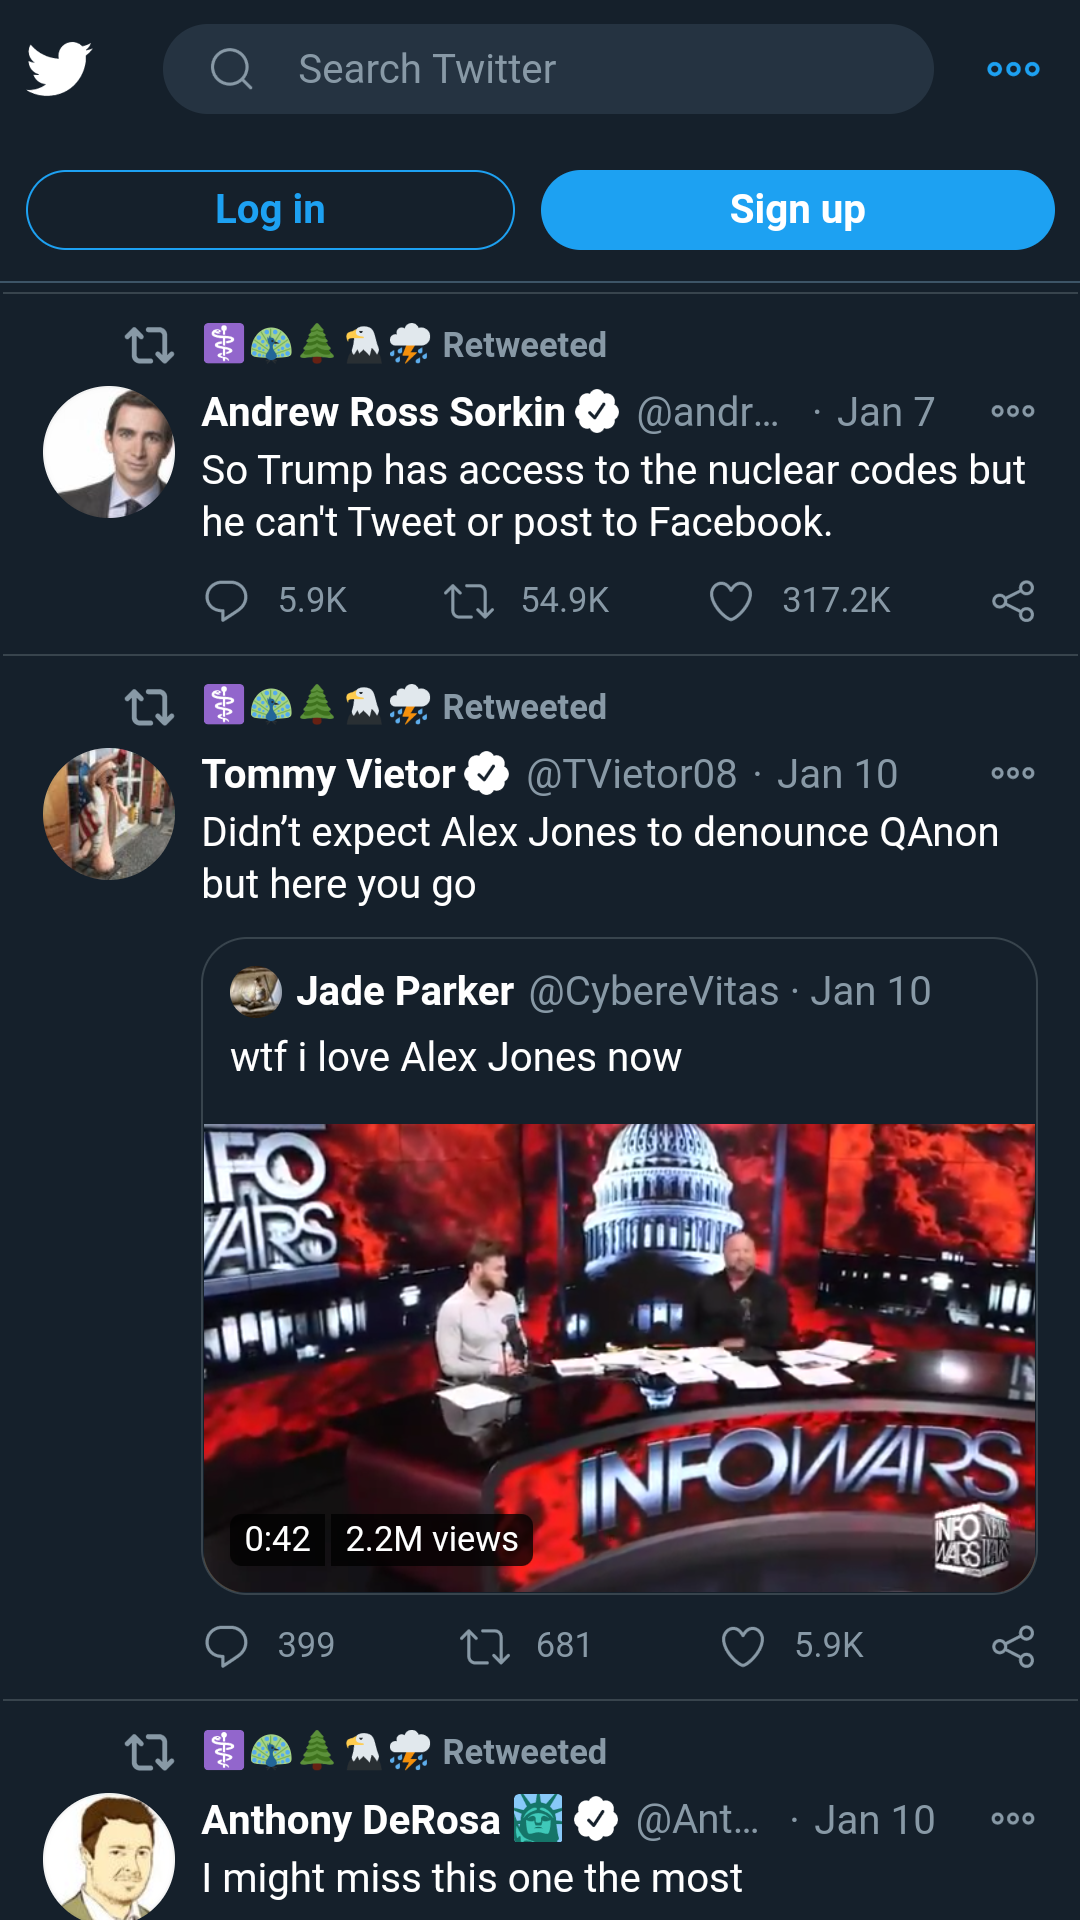 Search Twitter
Log in
Sign up
Retweeted
Andrew Ross Sorkin @andr... · Jan 7
So Trump has access to the nuclear codes but
he can't Tweet or post to Facebook.
5.9K 54.9K 317.2K
Retweeted
Tommy Vietor @TVietor08 · Jan 10
Didn’t expect Alex Jones to denounce QAnon
but here you go
Jade Parker @CybereVitas · Jan 10
wtf i love Alex Jones now
FO
WARS
INFOWARS
INFO NEWS
WARS WARS
0:42 2.2M views
399 681 5.9K
Retweeted
Anthony DeRosa @Ant... · Jan 10
I might miss this one the most